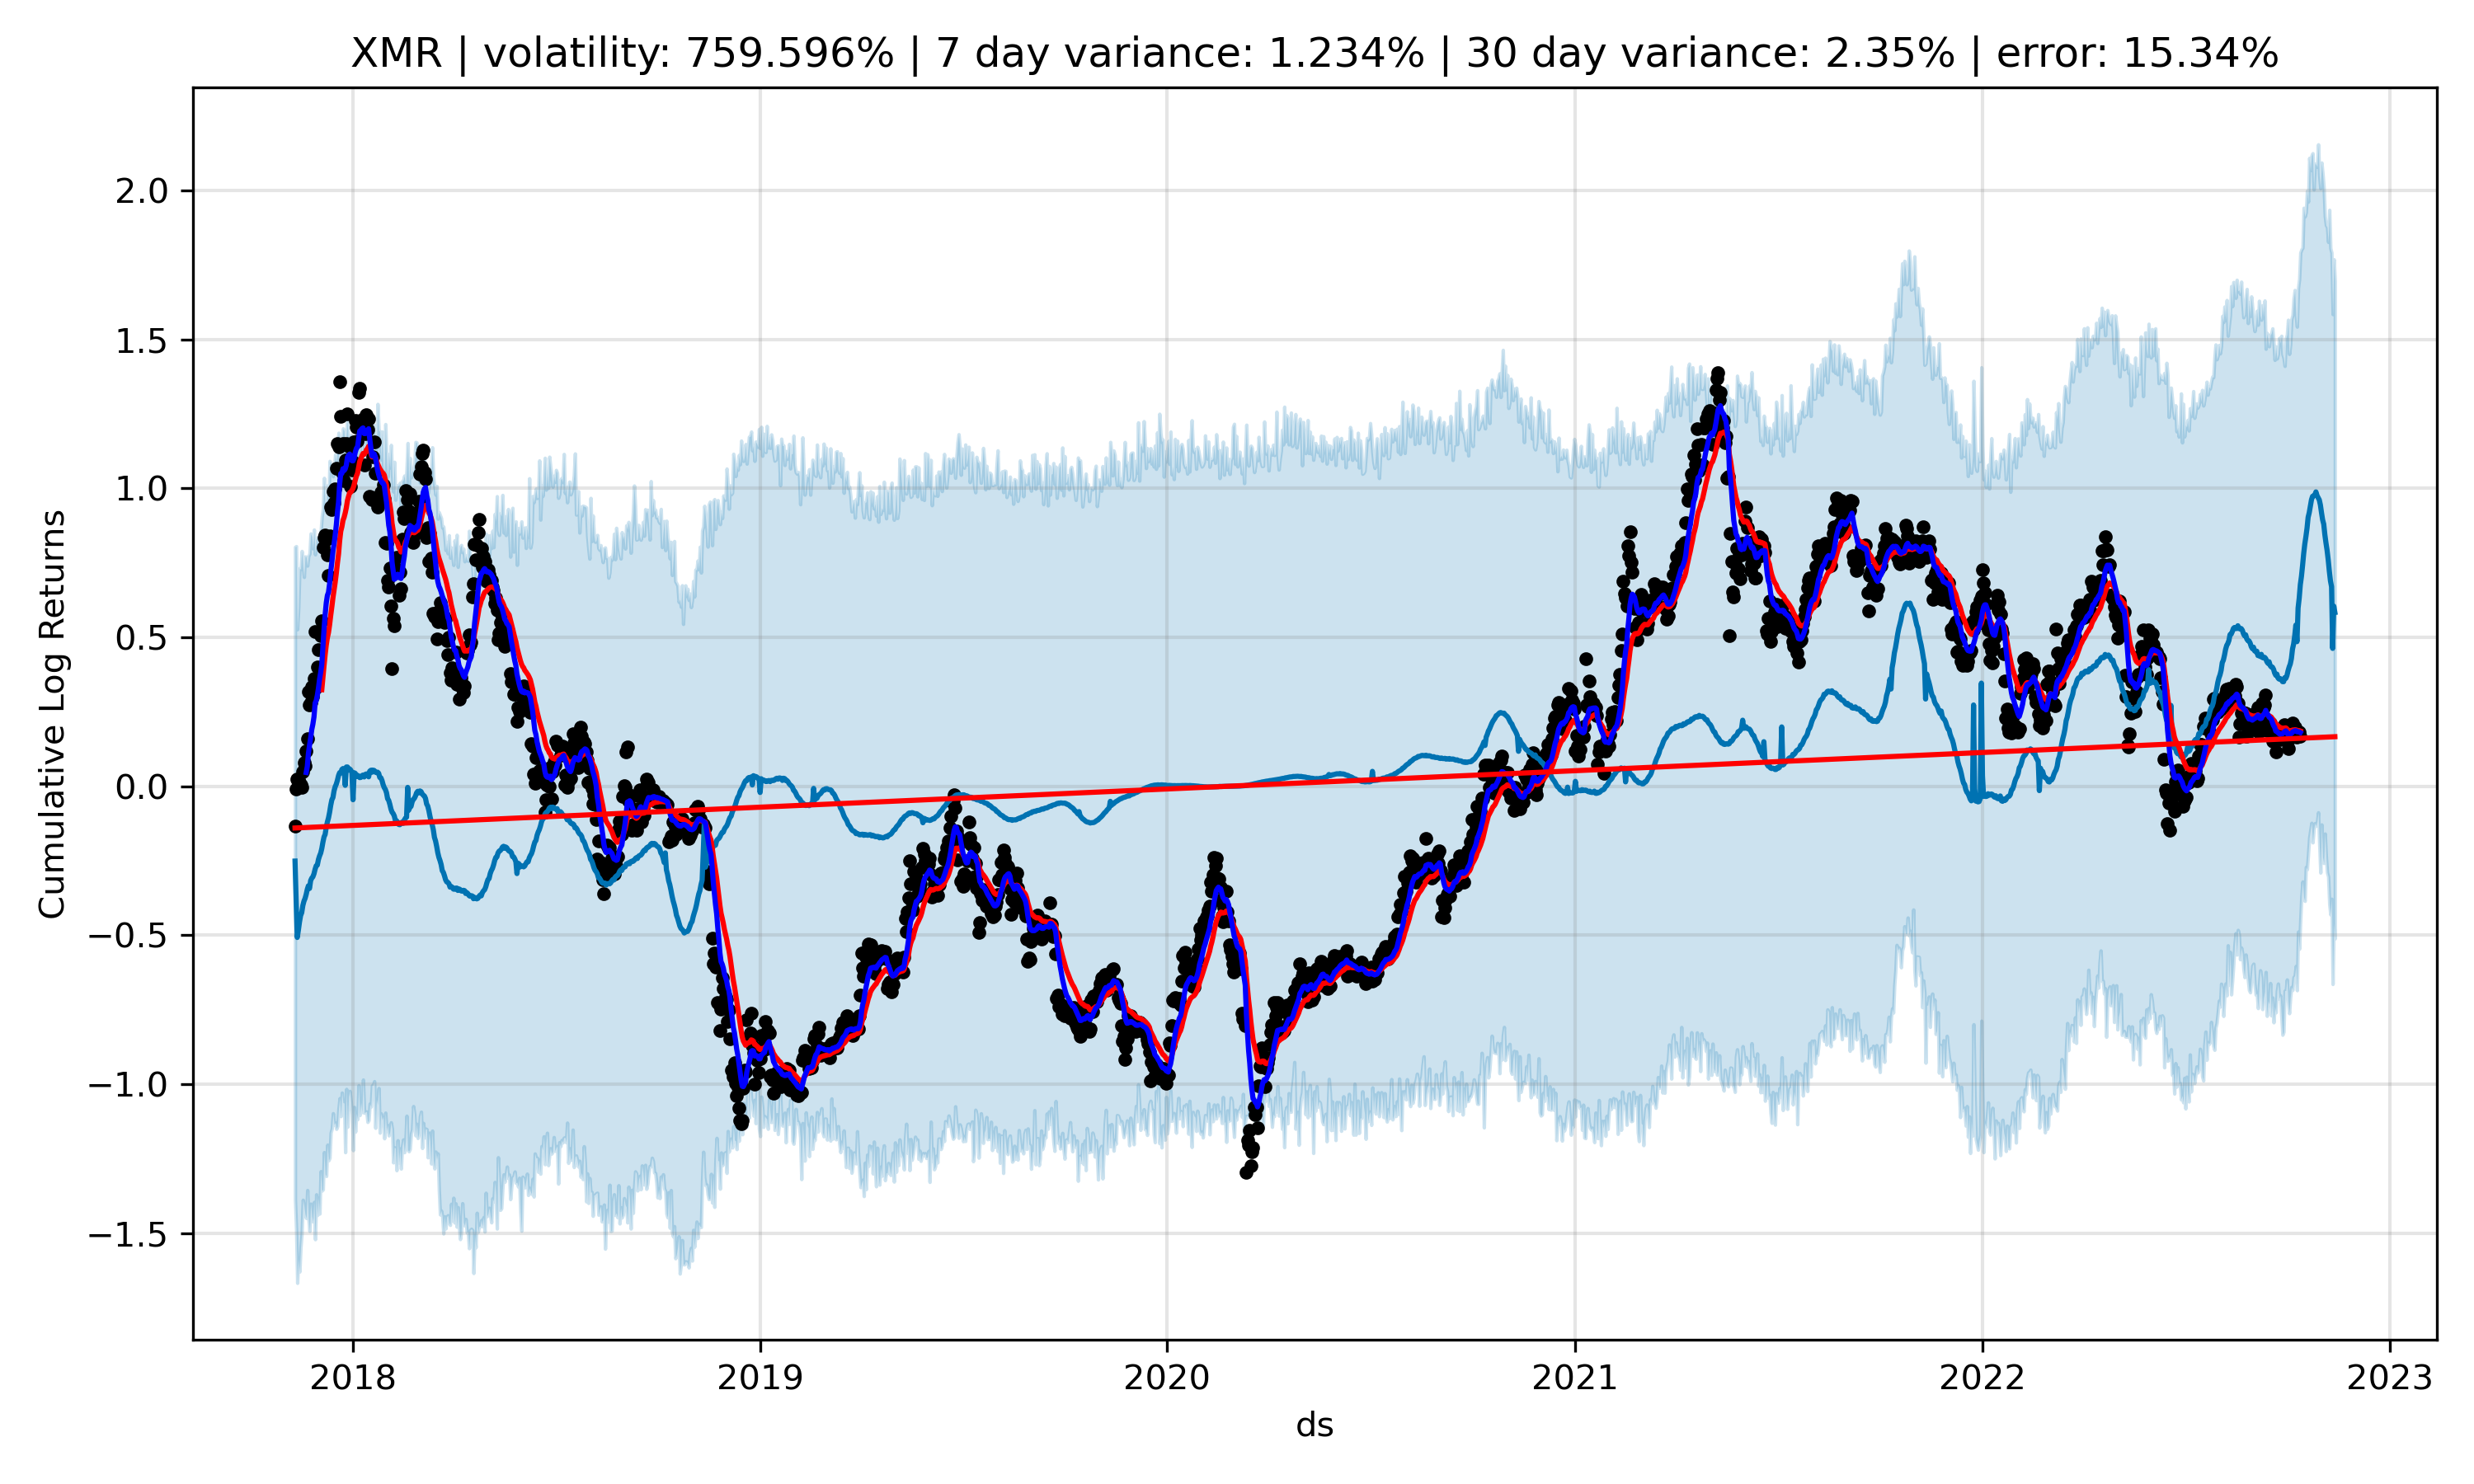 XMR | volatility: 759.596% | 7 day variance: 1.234% | 30 day variance: 2.35% | error: 15.34%
Cumulative Log Returns
2.0
1.5
1.0
0.5
0.0
−0.5
−1.0
−1.5
2018 2019 2020 2021 2022 2023
ds